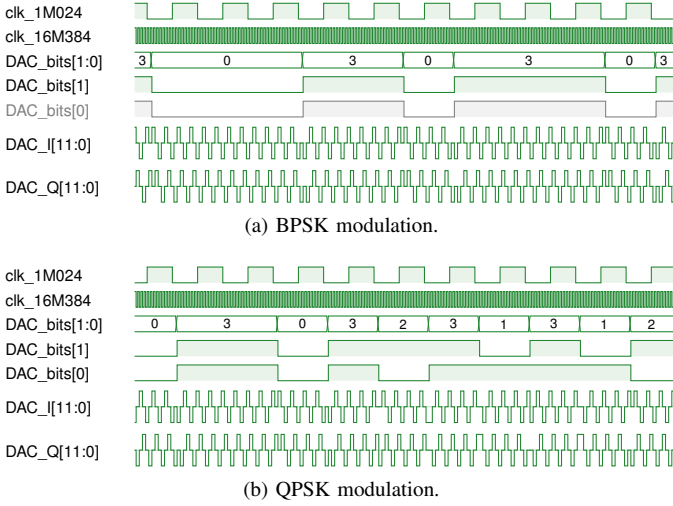 clk_1M024
clk_16M384
DAC_bits[1:0] 3 0 3 0 3 0 3
DAC_bits[1]
DAC_bits[0]
DAC_I[11:0]
DAC_Q[11:0]
(a) BPSK modulation.
clk_1M024
clk_16M384
DAC_bits[1:0] 0 3 0 3 2 3 1 3 1 2
DAC_bits[1]
DAC_bits[0]
DAC_I[11:0]
DAC_Q[11:0]
(b) QPSK modulation.